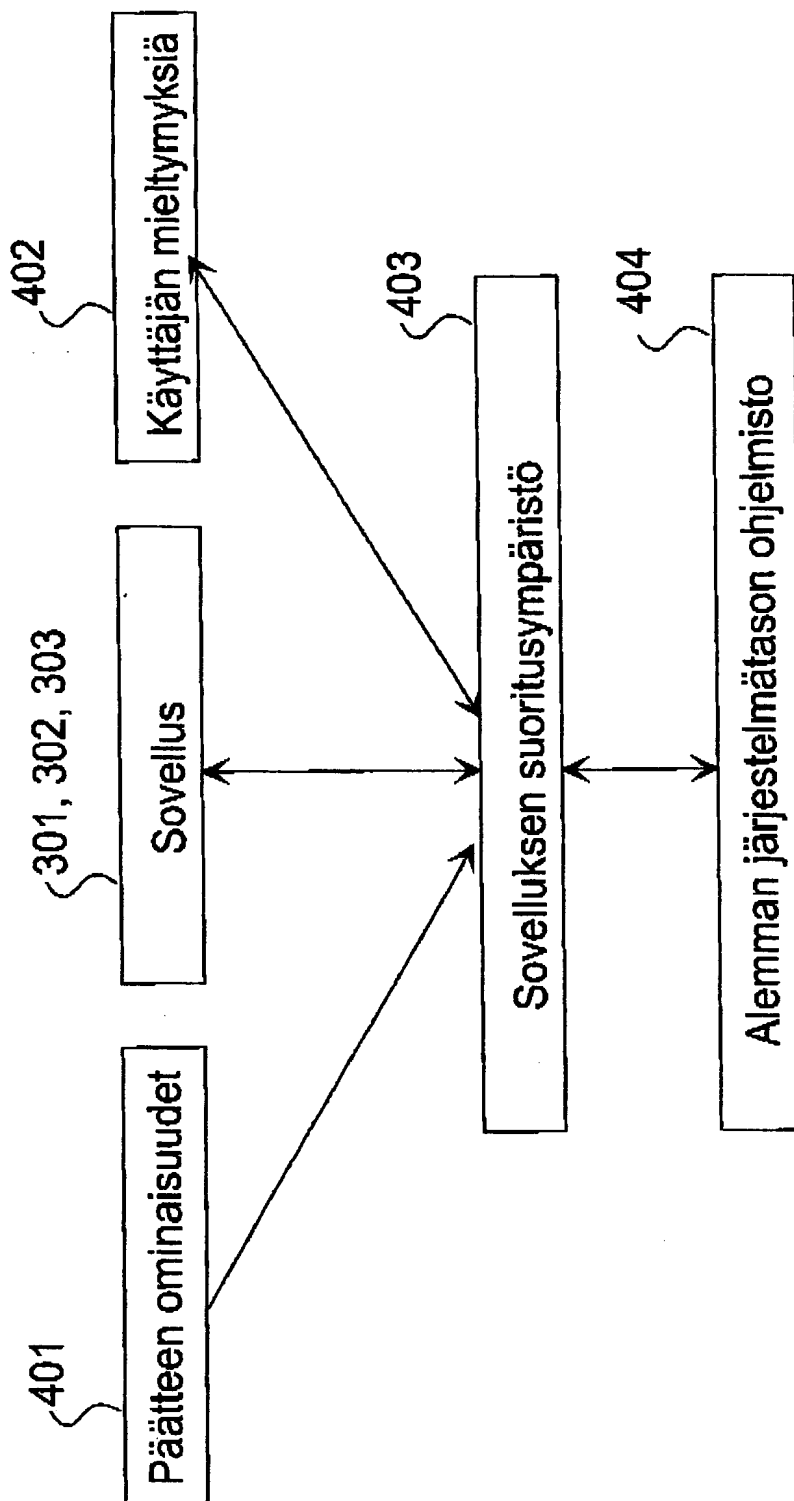 401
Päätteen ominaisuudet
301, 302, 303
Sovellus
402
Käyttäjän mieltymyksiä
403
Sovelluksen suoritusympäristö
404
Alemman järjestelmätason ohjelmisto